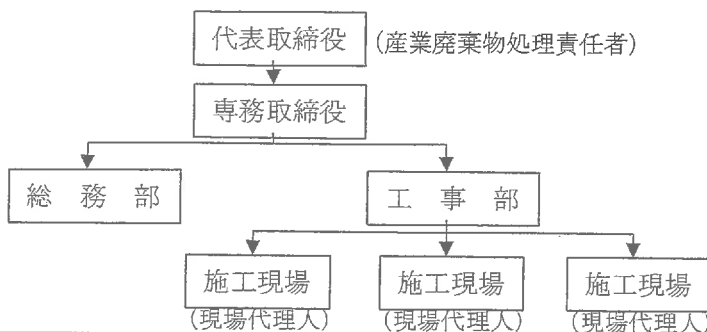 代表取締役 (産業廃棄物処理責任者)
専務取締役
総 務 部 工 事 部
施工現場 施工現場 施工現場
(現場代理人) (現場代理人) (現場代理人)